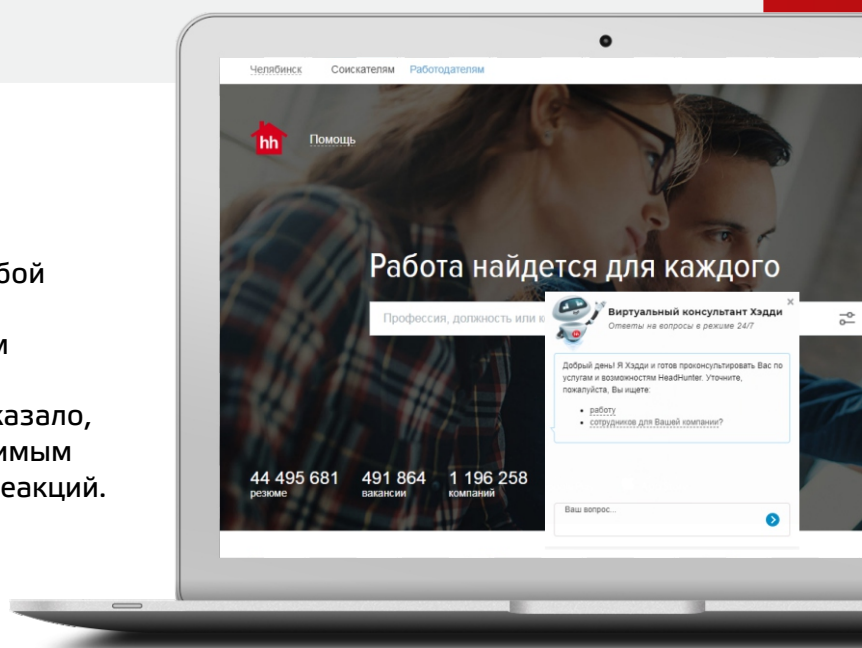 бой
м
казало,
имым
еакций.
Челябинск Соискателям Работодателям
hh Помощь
Работа найдется для каждого
Профессия, должность или к
Виртуальный консультант Хэдди
Ответы на вопросы в режиме 24/7
Добрый день! Я Хэдди и готов проконсультировать Вас по
услугам и возможностям HeadHunter. Уточните,
пожалуйста, Вы ищете:
работу
сотрудников для Вашей компании?
44 495 681 491 864 1 196 258
резюме вакансии компаний
Ваш вопрос...